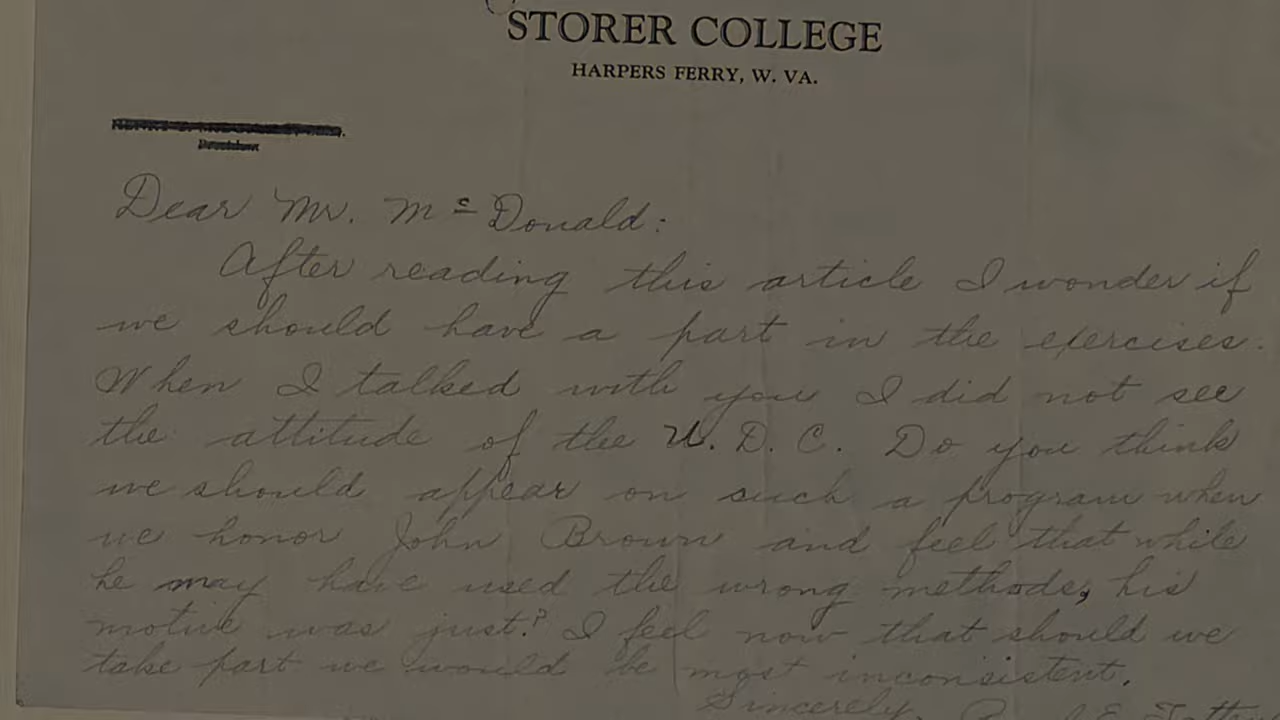 STORER COLLEGE
HARPERS FERRY, W. VA.
President
Dear Mr. McDonald:
After reading this article I wonder if
we should have a part in the exercises.
When I talked with you I did not see
the attitude of the U. D. C. Do you think
we should appear on such a program when
we honor John Brown and feel that while
he may have used the wrong methods, his
motive was just? I feel now that should we
take part we would be most inconsistent.
Sincerely,